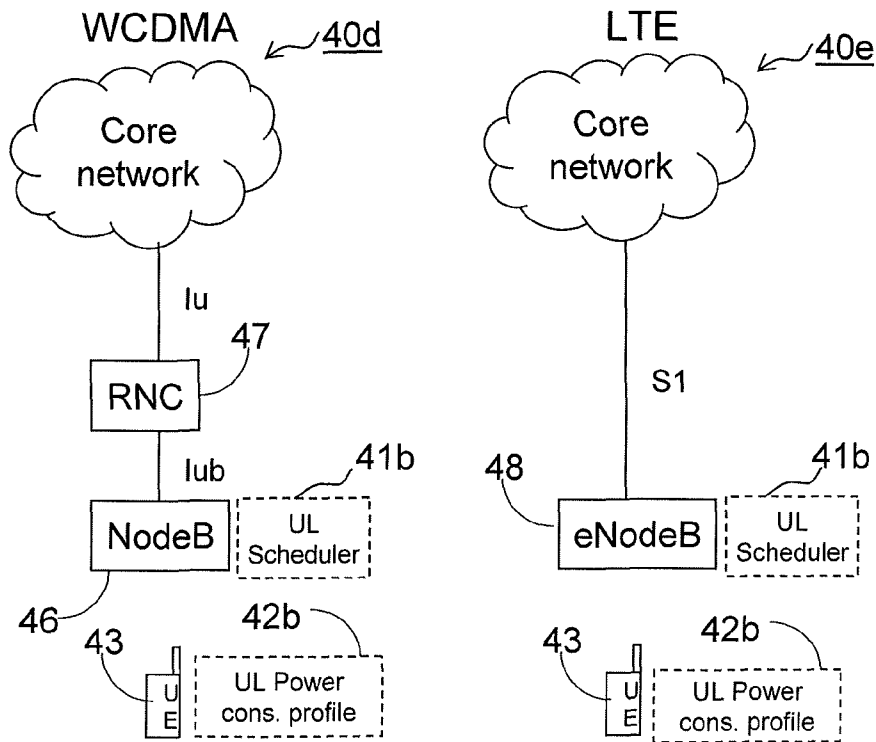 WCDMA
40d
Core
network
Iu
47
RNC
Iub
41b
NodeB
UL
Scheduler
46
42b
43
U
E
UL Power
cons. profile
LTE
40e
Core
network
S1
48
41b
eNodeB
UL
Scheduler
42b
43
U
E
UL Power
cons. profile